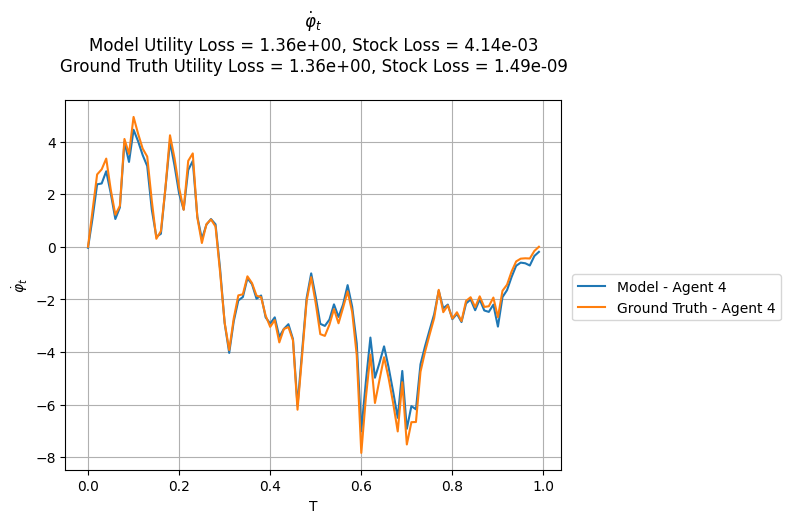 φ̇ₜ
Model Utility Loss = 1.36e+00, Stock Loss = 4.14e-03
Ground Truth Utility Loss = 1.36e+00, Stock Loss = 1.49e-09
φ̇ₜ
4
2
0
−2
−4
−6
−8
0.0 0.2 0.4 0.6 0.8 1.0
T
Model - Agent 4
Ground Truth - Agent 4